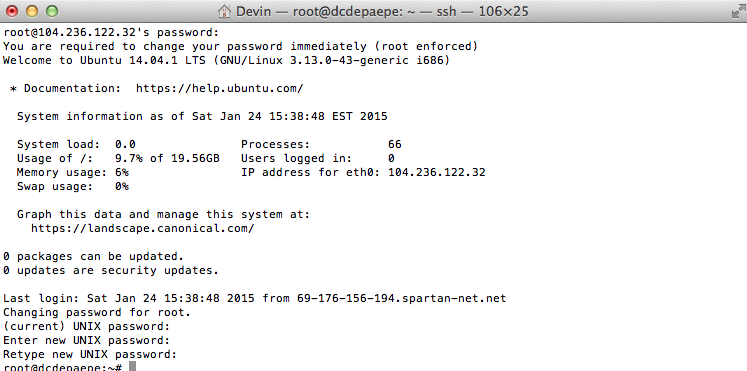 Devin — root@dcdepaepe: ~ — ssh — 106×25
root@104.236.122.32's password:
You are required to change your password immediately (root enforced)
Welcome to Ubuntu 14.04.1 LTS (GNU/Linux 3.13.0-43-generic i686)
* Documentation:  https://help.ubuntu.com/
System information as of Sat Jan 24 15:38:48 EST 2015
System load:  0.0               Processes:           66
Usage of /:   9.7% of 19.56GB   Users logged in:     0
Memory usage: 6%                IP address for eth0: 104.236.122.32
Swap usage:   0%
Graph this data and manage this system at:
https://landscape.canonical.com/
0 packages can be updated.
0 updates are security updates.
Last login: Sat Jan 24 15:38:48 2015 from 69-176-156-194.spartan-net.net
Changing password for root.
(current) UNIX password:
Enter new UNIX password:
Retype new UNIX password:
root@dcdepaepe:~#